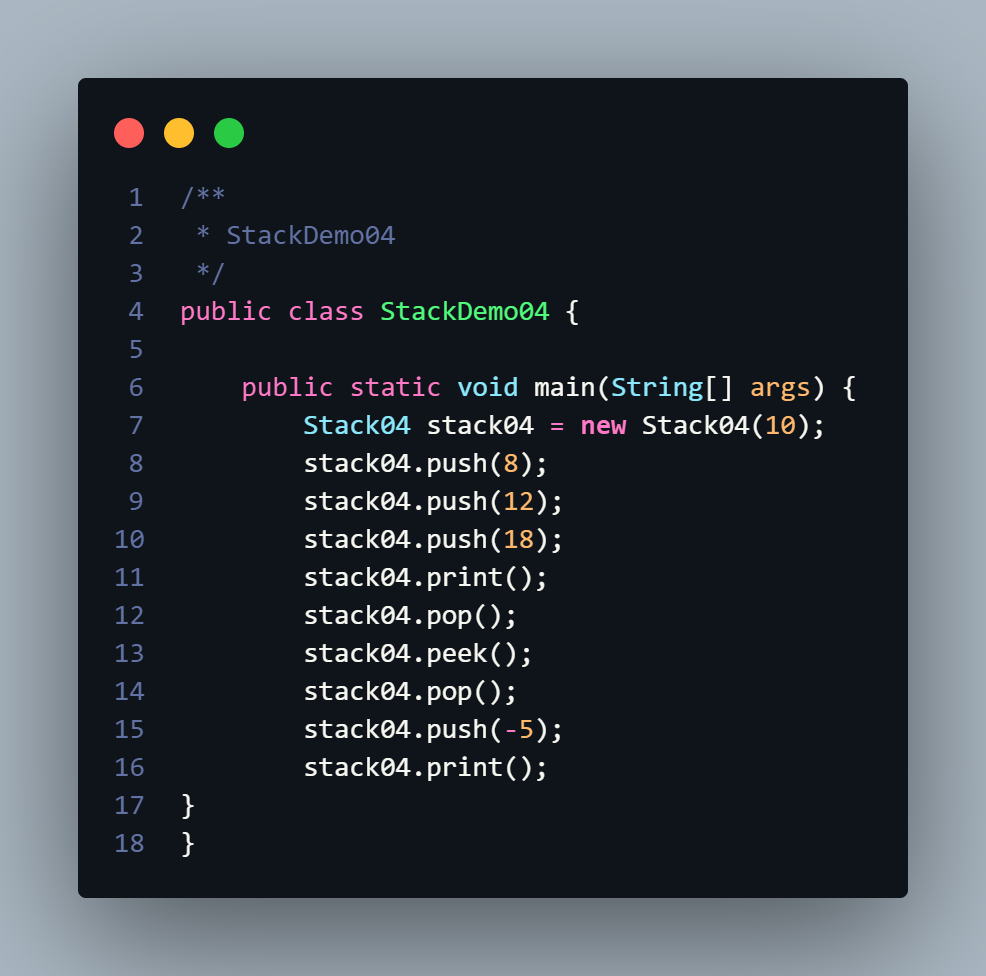 1 /**
2  * StackDemo04
3  */
4 public class StackDemo04 {
5
6     public static void main(String[] args) {
7         Stack04 stack04 = new Stack04(10);
8         stack04.push(8);
9         stack04.push(12);
10         stack04.push(18);
11         stack04.print();
12         stack04.pop();
13         stack04.peek();
14         stack04.pop();
15         stack04.push(-5);
16         stack04.print();
17 }
18 }